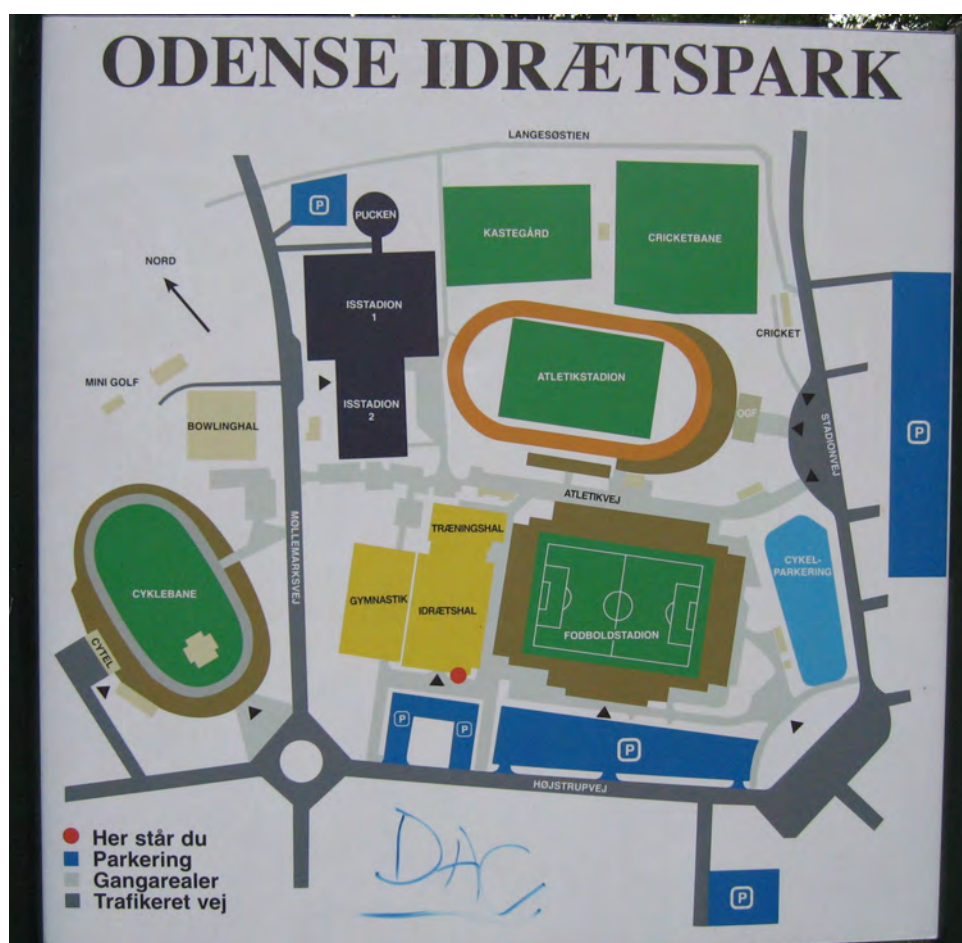 ODENSE IDRÆTSPARK
LANGESØSTIEN
P
PUCKEN
KASTEGÅRD
CRICKETBANE
NORD
ISSTADION
1
CRICKET
MINI GOLF
ATLETIKSTADION
ISSTADION
2
BOWLINGHAL
OGF
STADIONVEJ
P
ATLETIKVEJ
MØLLEMARKSVEJ
TRÆNINGSHAL
CYKEL-
PARKERING
CYKLEBANE
GYMNASTIK
IDRÆTSHAL
FODBOLDSTADION
CYTEL
P
P
P
HØJSTRUPVEJ
Her står du
Parkering
Gangarealer
Trafikeret vej
DAC
P